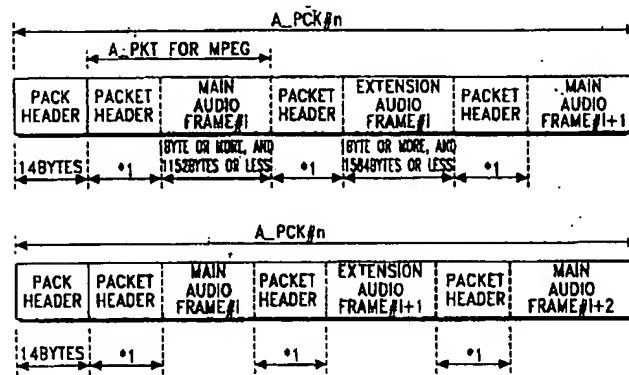 A_PCK#n
A_PKT FOR MPEG
PACK HEADER
PACKET HEADER
MAIN AUDIO FRAME#i
PACKET HEADER
EXTENSION AUDIO FRAME#i
PACKET HEADER
MAIN AUDIO FRAME#i+1
14BYTES
*1
1BYTE OR MORE, AND 1152BYTES OR LESS
*1
1BYTE OR MORE, AND 1584BYTES OR LESS
*1
A_PCK#n
PACK HEADER
PACKET HEADER
MAIN AUDIO FRAME#i
PACKET HEADER
EXTENSION AUDIO FRAME#i+1
PACKET HEADER
MAIN AUDIO FRAME#i+2
14BYTES
*1
*1
*1